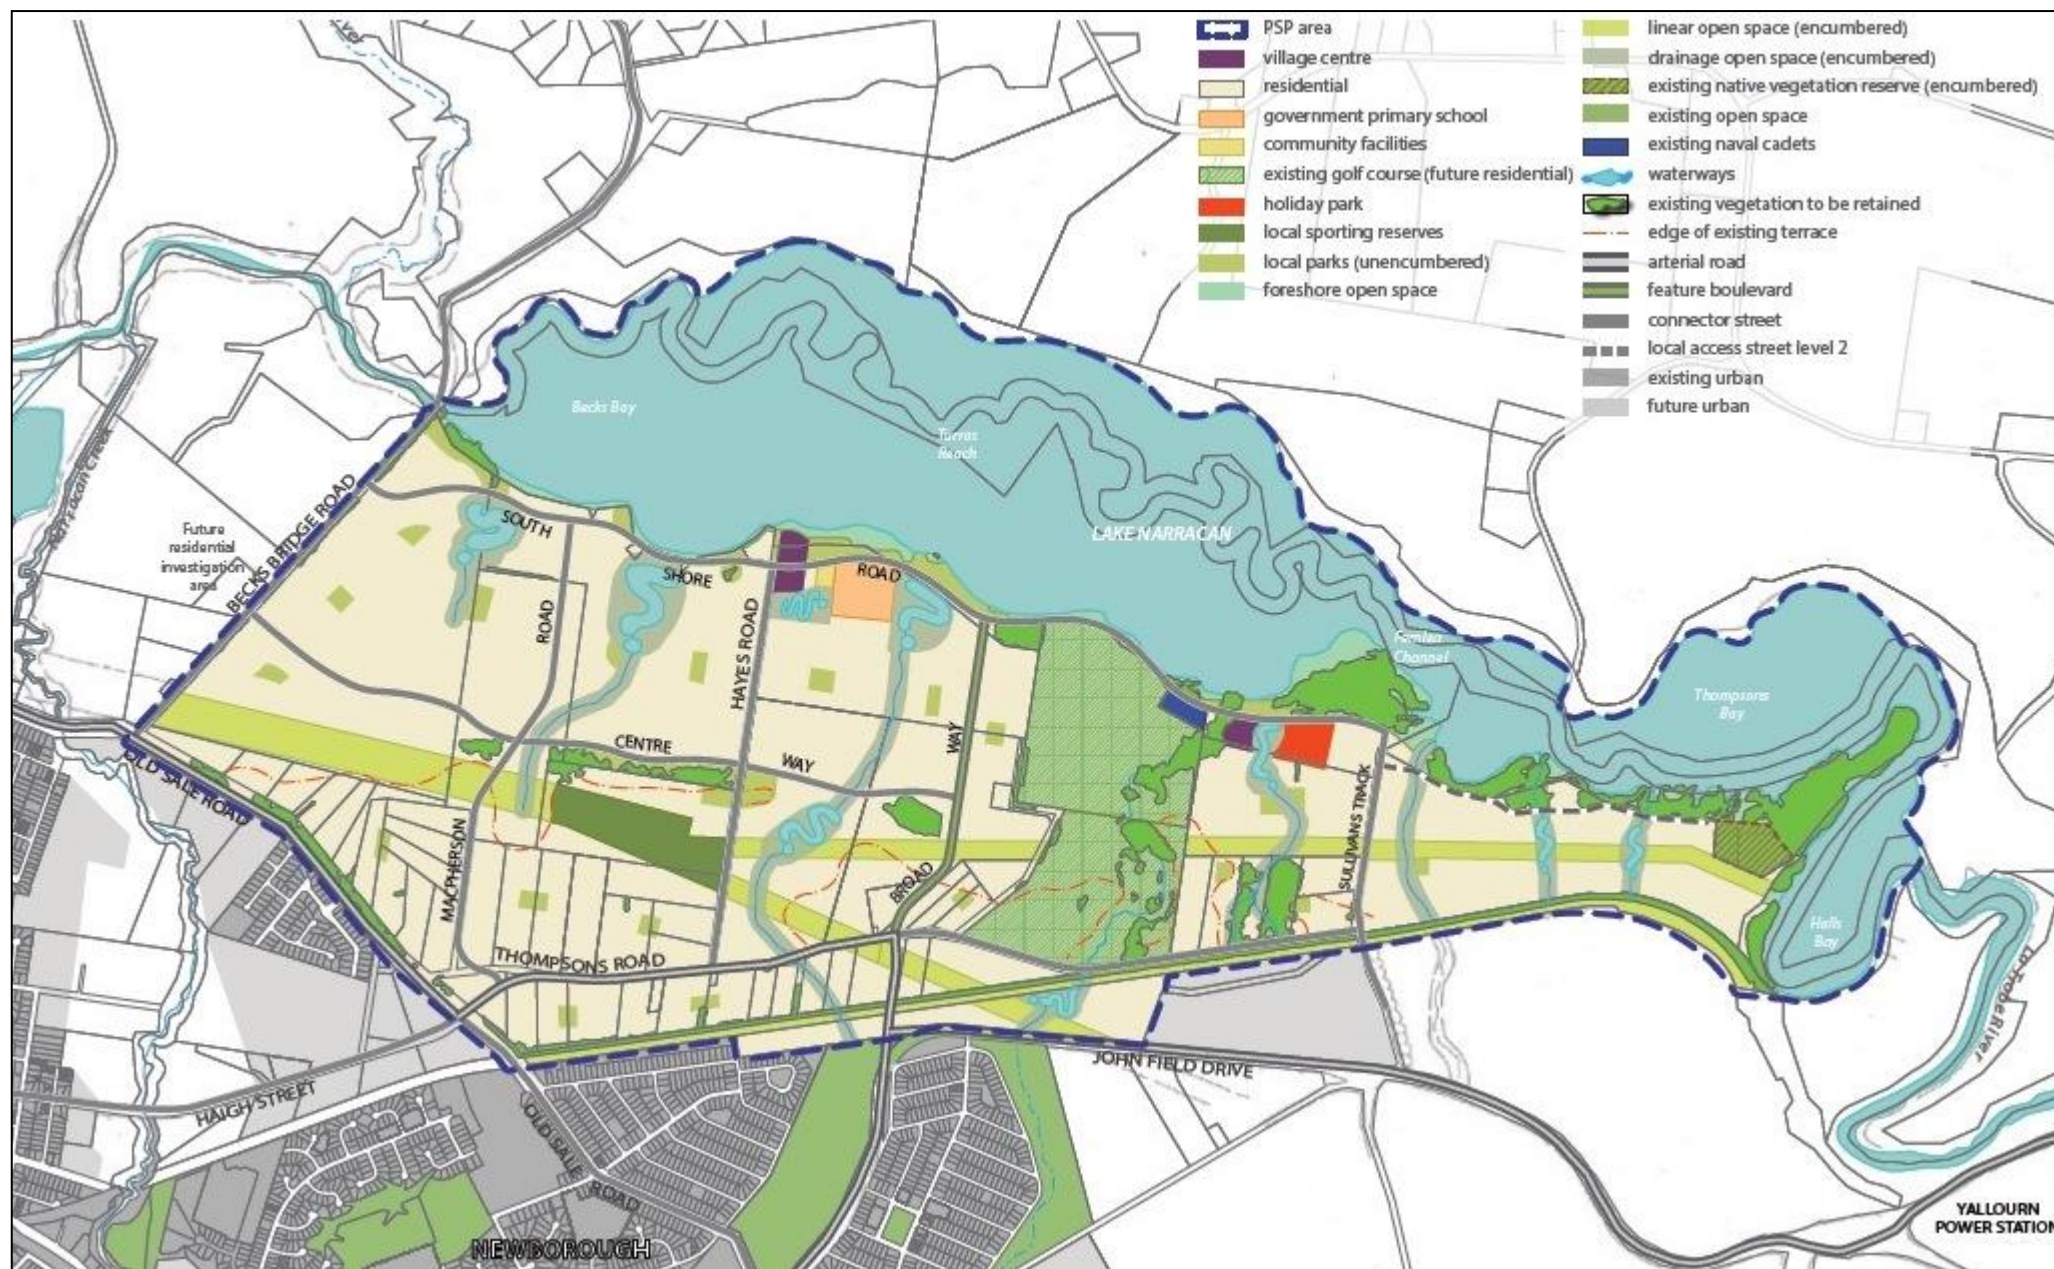 PSP area
village centre
residential
government primary school
community facilities
existing golf course (future residential)
holiday park
local sporting reserves
local parks (unencumbered)
foreshore open space
linear open space (encumbered)
drainage open space (encumbered)
existing native vegetation reserve (encumbered)
existing open space
existing naval cadets
waterways
existing vegetation to be retained
edge of existing terrace
arterial road
feature boulevard
connector street
local access street level 2
existing urban
future urban
Becks Bay
Reach
LAKE NARRACAN
Channel
Thompsons
Bay
Halls
Bay
Narracan Creek
Future
residential
investigation
area
BECKS BRIDGE ROAD
SOUTH
SHORE
ROAD
ROAD
HAYES ROAD
WAY
CENTRE
WAY
OLD SALE ROAD
MACPHERSON
BROAD
SULLIVANS TRACK
THOMPSONS ROAD
HAIGH STREET
OLD SALE ROAD
JOHN FIELD DRIVE
NEWBOROUGH
YALLOURN
POWER STATION